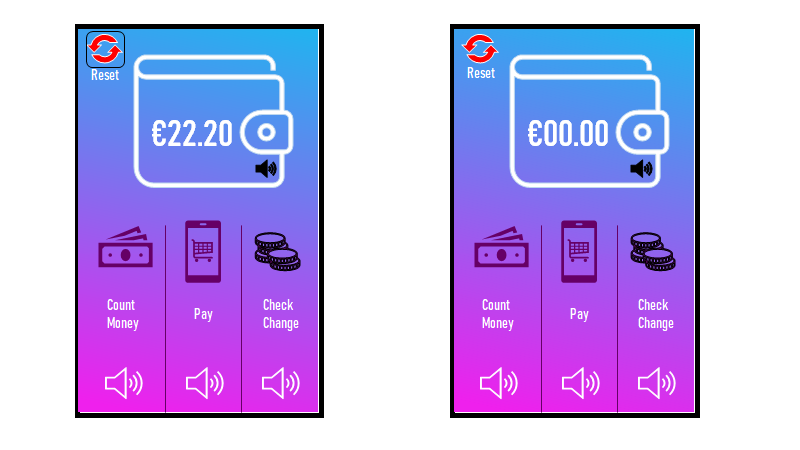 Reset
€22.20
Count
Money
Pay
Check
Change
Reset
€00.00
Count
Money
Pay
Check
Change